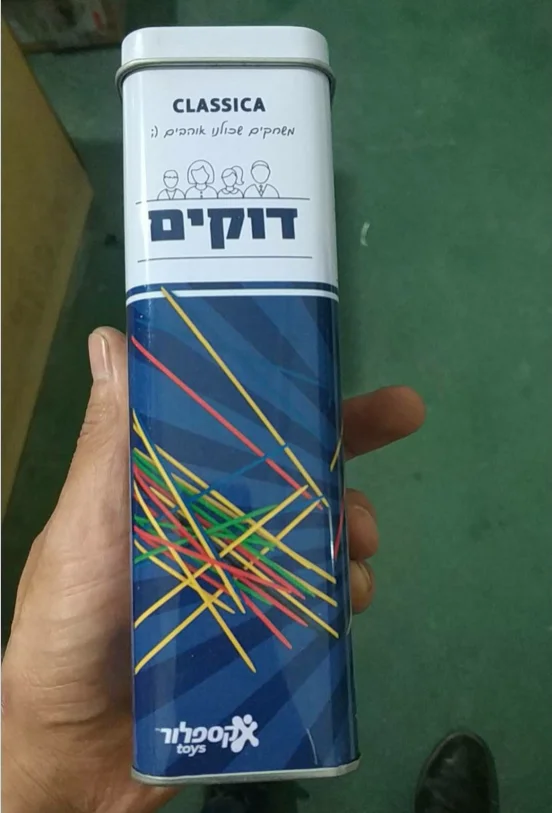 CLASSICA
משחקים שכולנו אוהבים (:
דוקים
אקספלור
toys